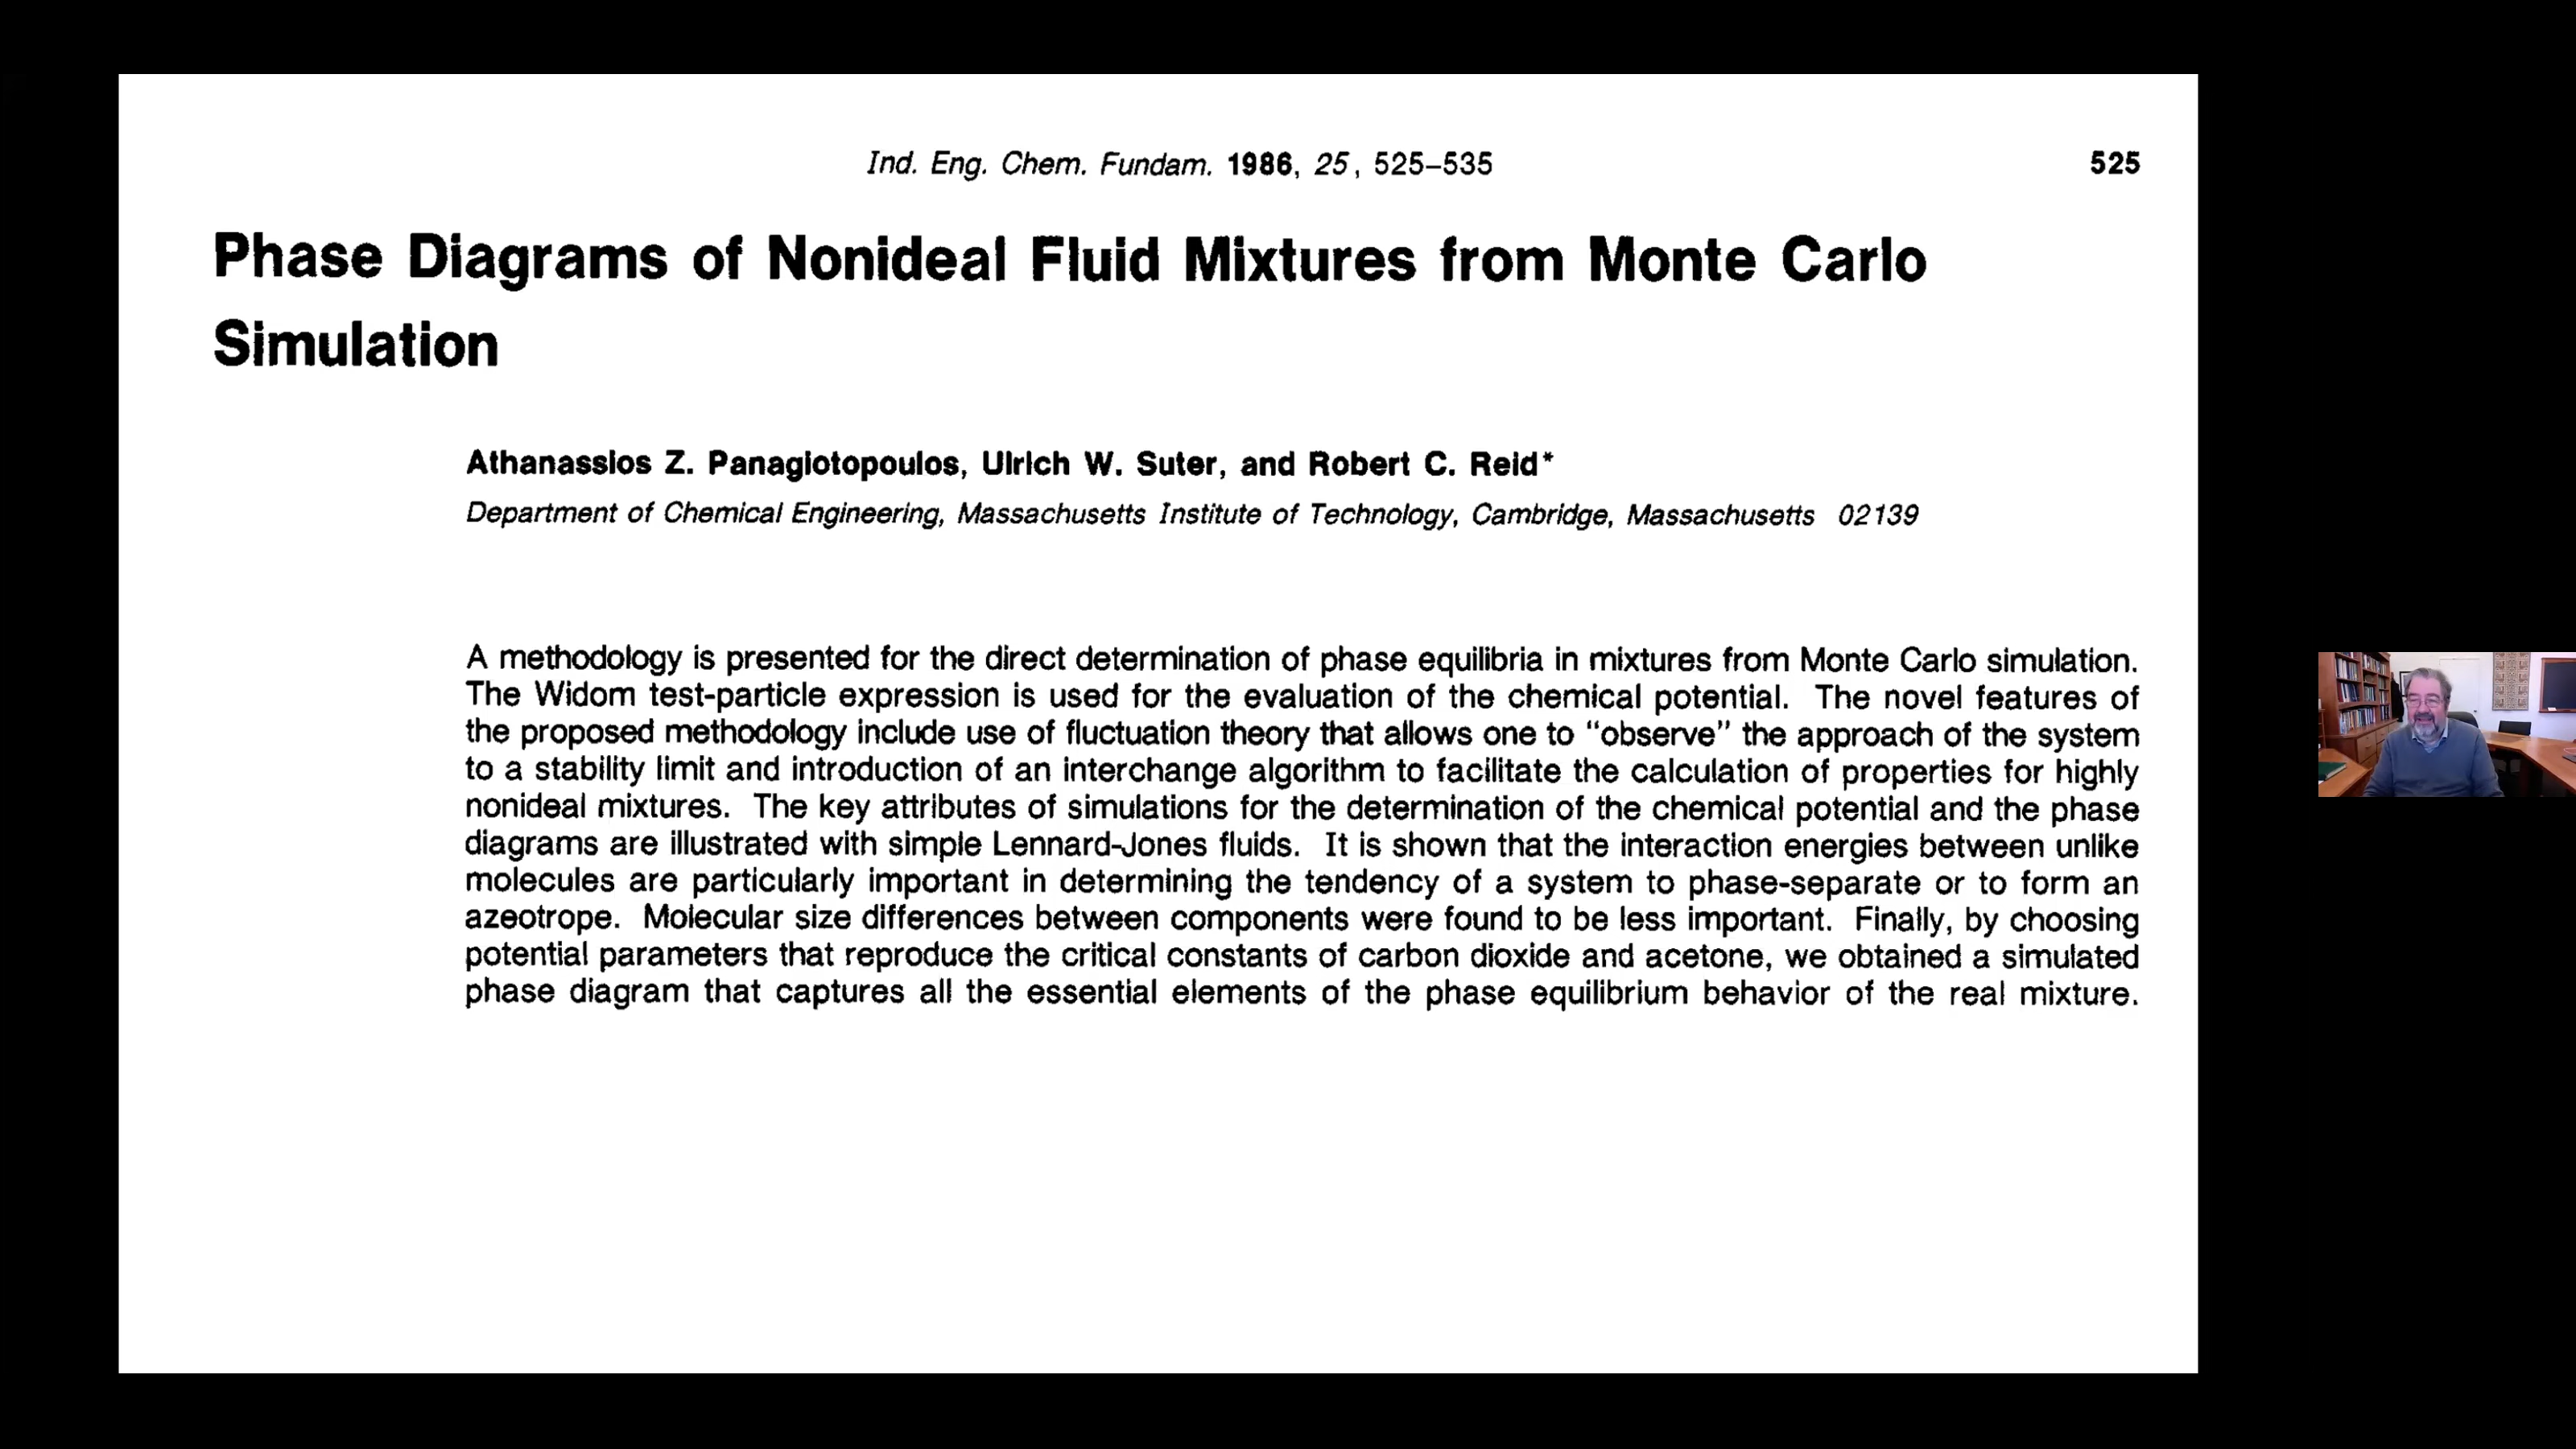 Ind. Eng. Chem. Fundam. 1986, 25, 525–535 525
Phase Diagrams of Nonideal Fluid Mixtures from Monte Carlo
Simulation
Athanassios Z. Panagiotopoulos, Ulrich W. Suter, and Robert C. Reid*
Department of Chemical Engineering, Massachusetts Institute of Technology, Cambridge, Massachusetts 02139
A methodology is presented for the direct determination of phase equilibria in mixtures from Monte Carlo simulation.
The Widom test-particle expression is used for the evaluation of the chemical potential. The novel features of
the proposed methodology include use of fluctuation theory that allows one to “observe” the approach of the system
to a stability limit and introduction of an interchange algorithm to facilitate the calculation of properties for highly
nonideal mixtures. The key attributes of simulations for the determination of the chemical potential and the phase
diagrams are illustrated with simple Lennard-Jones fluids. It is shown that the interaction energies between unlike
molecules are particularly important in determining the tendency of a system to phase-separate or to form an
azeotrope. Molecular size differences between components were found to be less important. Finally, by choosing
potential parameters that reproduce the critical constants of carbon dioxide and acetone, we obtained a simulated
phase diagram that captures all the essential elements of the phase equilibrium behavior of the real mixture.